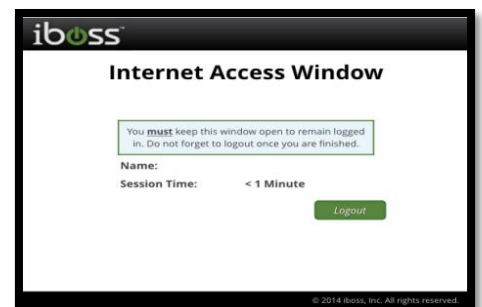 iboss
Internet Access Window
You must keep this window open to remain logged
in. Do not forget to logout once you are finished.
Name:
Session Time: < 1 Minute
Logout
© 2014 iboss, Inc. All rights reserved.